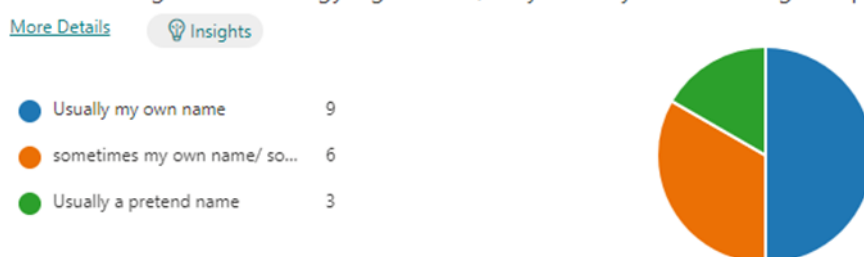 More Details
Insights
Usually my own name 9
sometimes my own name/ so... 6
Usually a pretend name 3